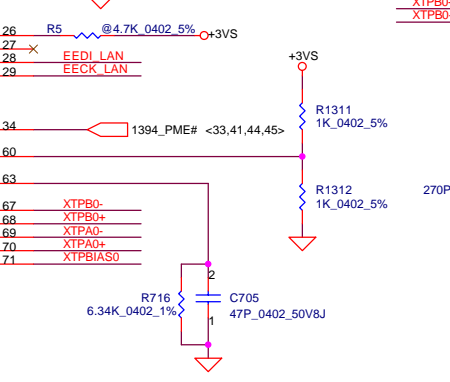 XTPB0-
XTPB0-
26 R5 @4.7K_0402_5% +3VS
27
28 EEDI_LAN
29 EECK_LAN
+3VS
R1311
1K_0402_5%
34 1394_PME# <33,41,44,45>
60
63
R1312
1K_0402_5%
270P
67 XTPB0-
68 XTPB0+
69 XTPA0-
70 XTPA0+
71 XTPBIAS0
2
R716
6.34K_0402_1%
C705
47P_0402_50V8J
1